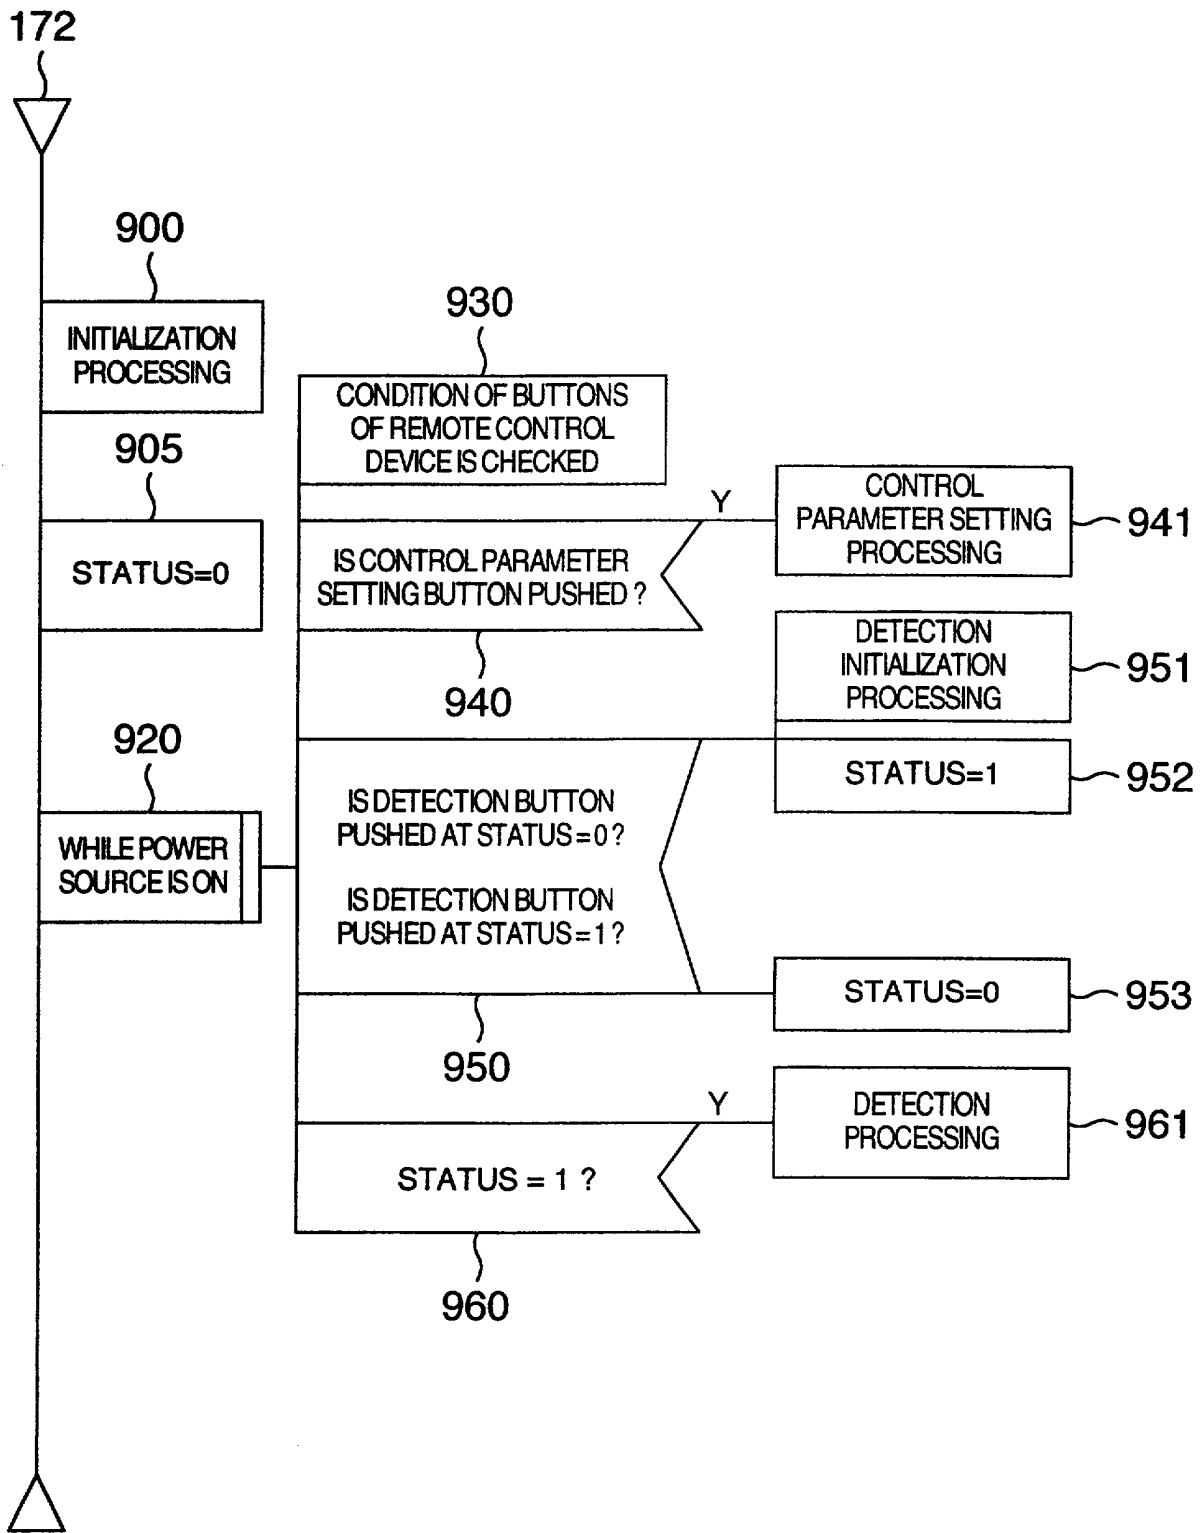 172
900
INITIALIZATION
PROCESSING
905
STATUS=0
920
WHILE POWER
SOURCE IS ON
930
CONDITION OF BUTTONS
OF REMOTE CONTROL
DEVICE IS CHECKED
IS CONTROL PARAMETER
SETTING BUTTON PUSHED ?
940
Y
CONTROL
PARAMETER SETTING
PROCESSING
941
DETECTION
INITIALIZATION
PROCESSING
951
STATUS=1
952
IS DETECTION BUTTON
PUSHED AT STATUS = 0 ?
IS DETECTION BUTTON
PUSHED AT STATUS = 1 ?
950
STATUS=0
953
Y
DETECTION
PROCESSING
961
STATUS = 1 ?
960